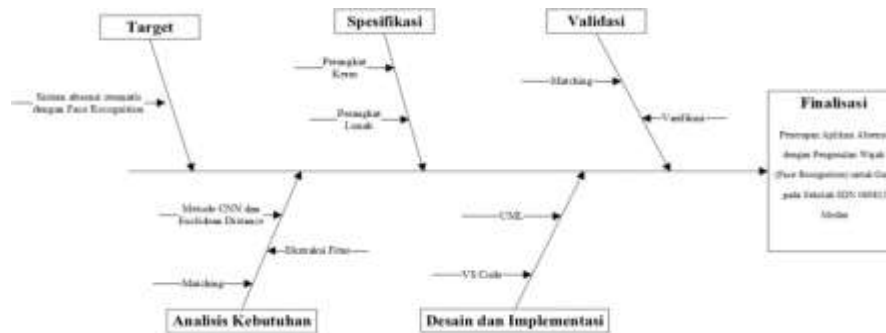 Target
Spesifikasi
Validasi
Sistem absensi otomatis
dengan Face Recognition
Perangkat
Keras
Perangkat
Lunak
Matching
Verifikasi
Finalisasi
Penerapan Aplikasi Absensi
dengan Pengenalan Wajah
(Face Recognition) untuk Guru
pada Sekolah SDN
Medan
Metode CNN dan
Euclidean Distance
Ekstraksi Fitur
Matching
UML
VS Code
Analisis Kebutuhan
Desain dan Implementasi